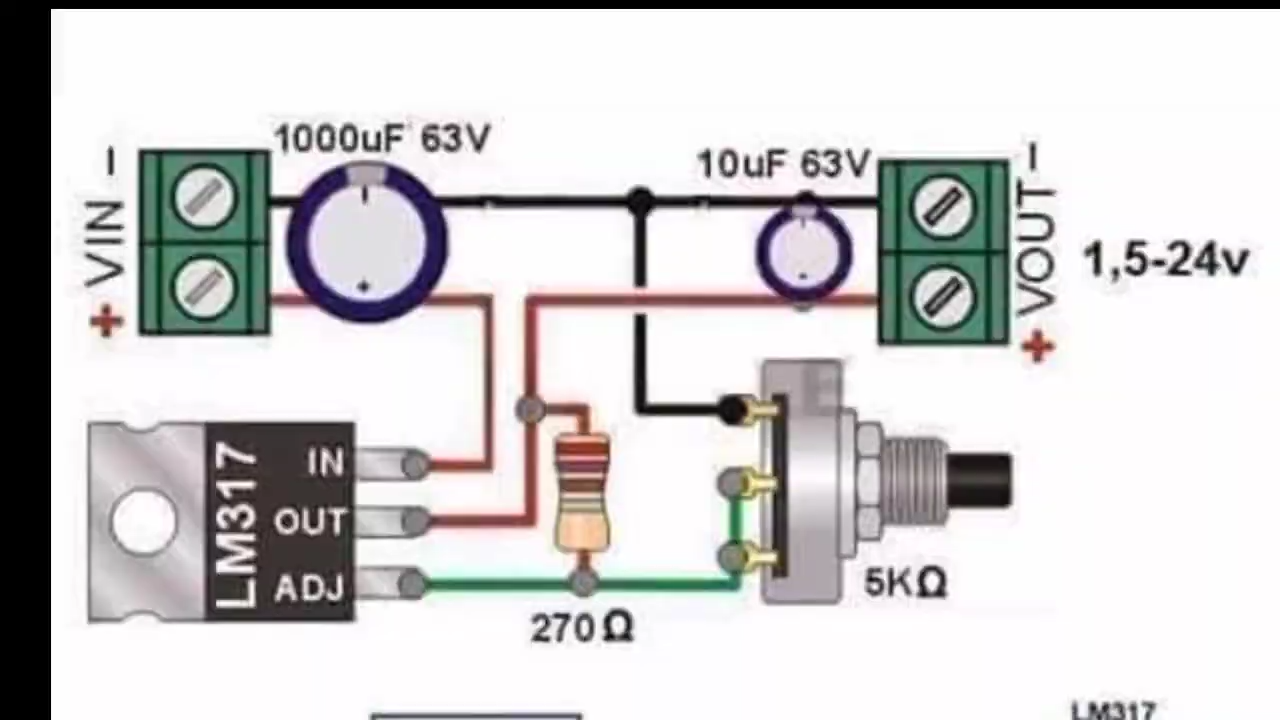 1000uF 63V
10uF 63V
–
VIN
+
–
VOUT
+
1,5-24v
LM317
IN
OUT
ADJ
270Ω
5KΩ
LM317